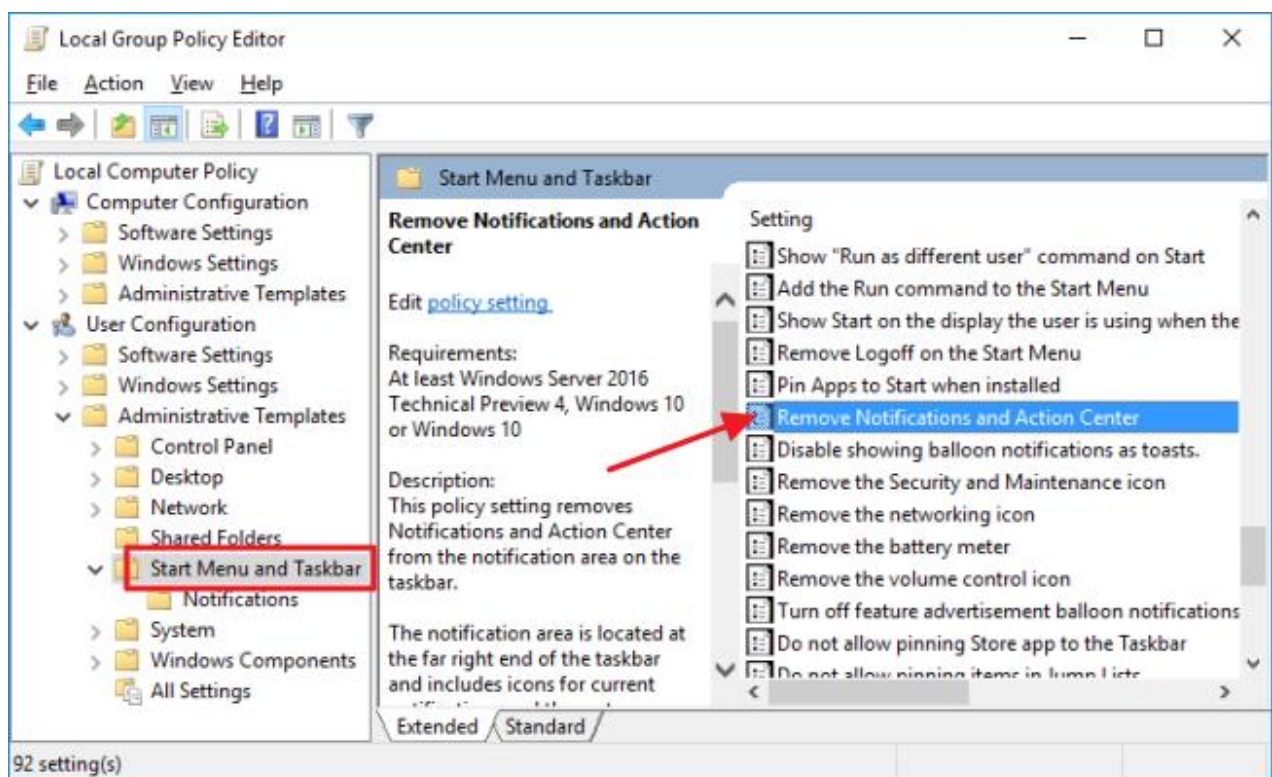 Local Group Policy Editor
File Action View Help
Local Computer Policy
Computer Configuration
Software Settings
Windows Settings
Administrative Templates
User Configuration
Software Settings
Windows Settings
Administrative Templates
Control Panel
Desktop
Network
Shared Folders
Start Menu and Taskbar
Notifications
System
Windows Components
All Settings
Start Menu and Taskbar
Remove Notifications and Action
Center
Edit policy setting
Requirements:
At least Windows Server 2016
Technical Preview 4, Windows 10
or Windows 10
Description:
This policy setting removes
Notifications and Action Center
from the notification area on the
taskbar.
The notification area is located at
the far right end of the taskbar
and includes icons for current
Setting
Show "Run as different user" command on Start
Add the Run command to the Start Menu
Show Start on the display the user is using when the
Remove Logoff on the Start Menu
Pin Apps to Start when installed
Remove Notifications and Action Center
Disable showing balloon notifications as toasts.
Remove the Security and Maintenance icon
Remove the networking icon
Remove the battery meter
Remove the volume control icon
Turn off feature advertisement balloon notifications
Do not allow pinning Store app to the Taskbar
Do not allow pinning items in Jump Lists
Extended Standard
92 setting(s)